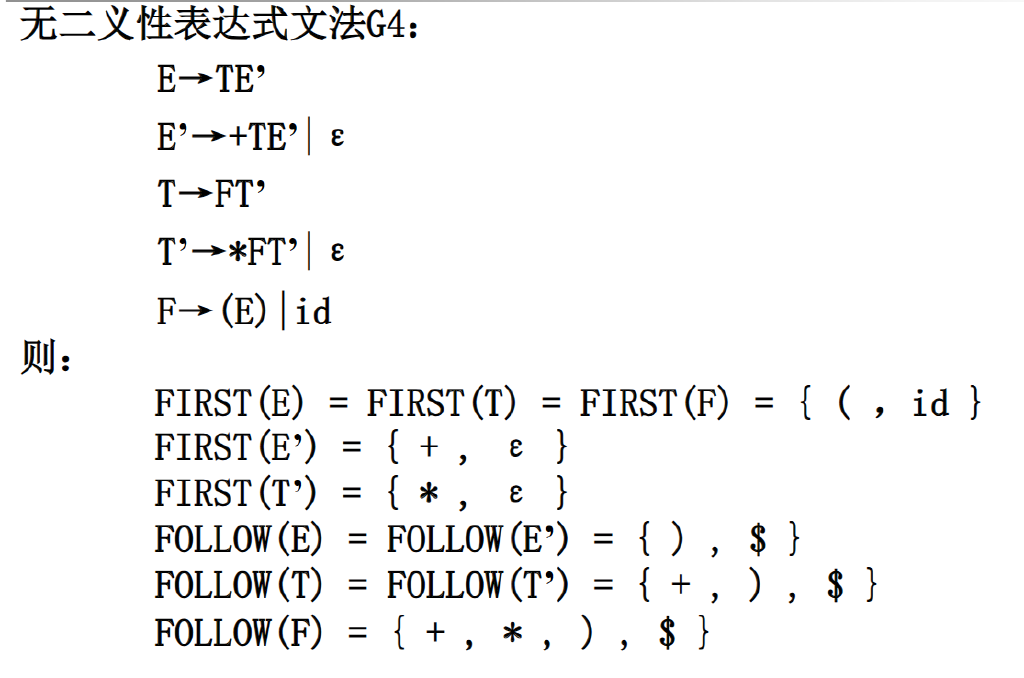 无二义性表达式文法G4:
E→TE’
E’→+TE’| ε
T→FT’
T’→*FT’| ε
F→(E)|id
则:
FIRST(E) = FIRST(T) = FIRST(F) = { ( , id }
FIRST(E’) = { + , ε }
FIRST(T’) = { * , ε }
FOLLOW(E) = FOLLOW(E’) = { ) , $ }
FOLLOW(T) = FOLLOW(T’) = { + , ) , $ }
FOLLOW(F) = { + , * , ) , $ }